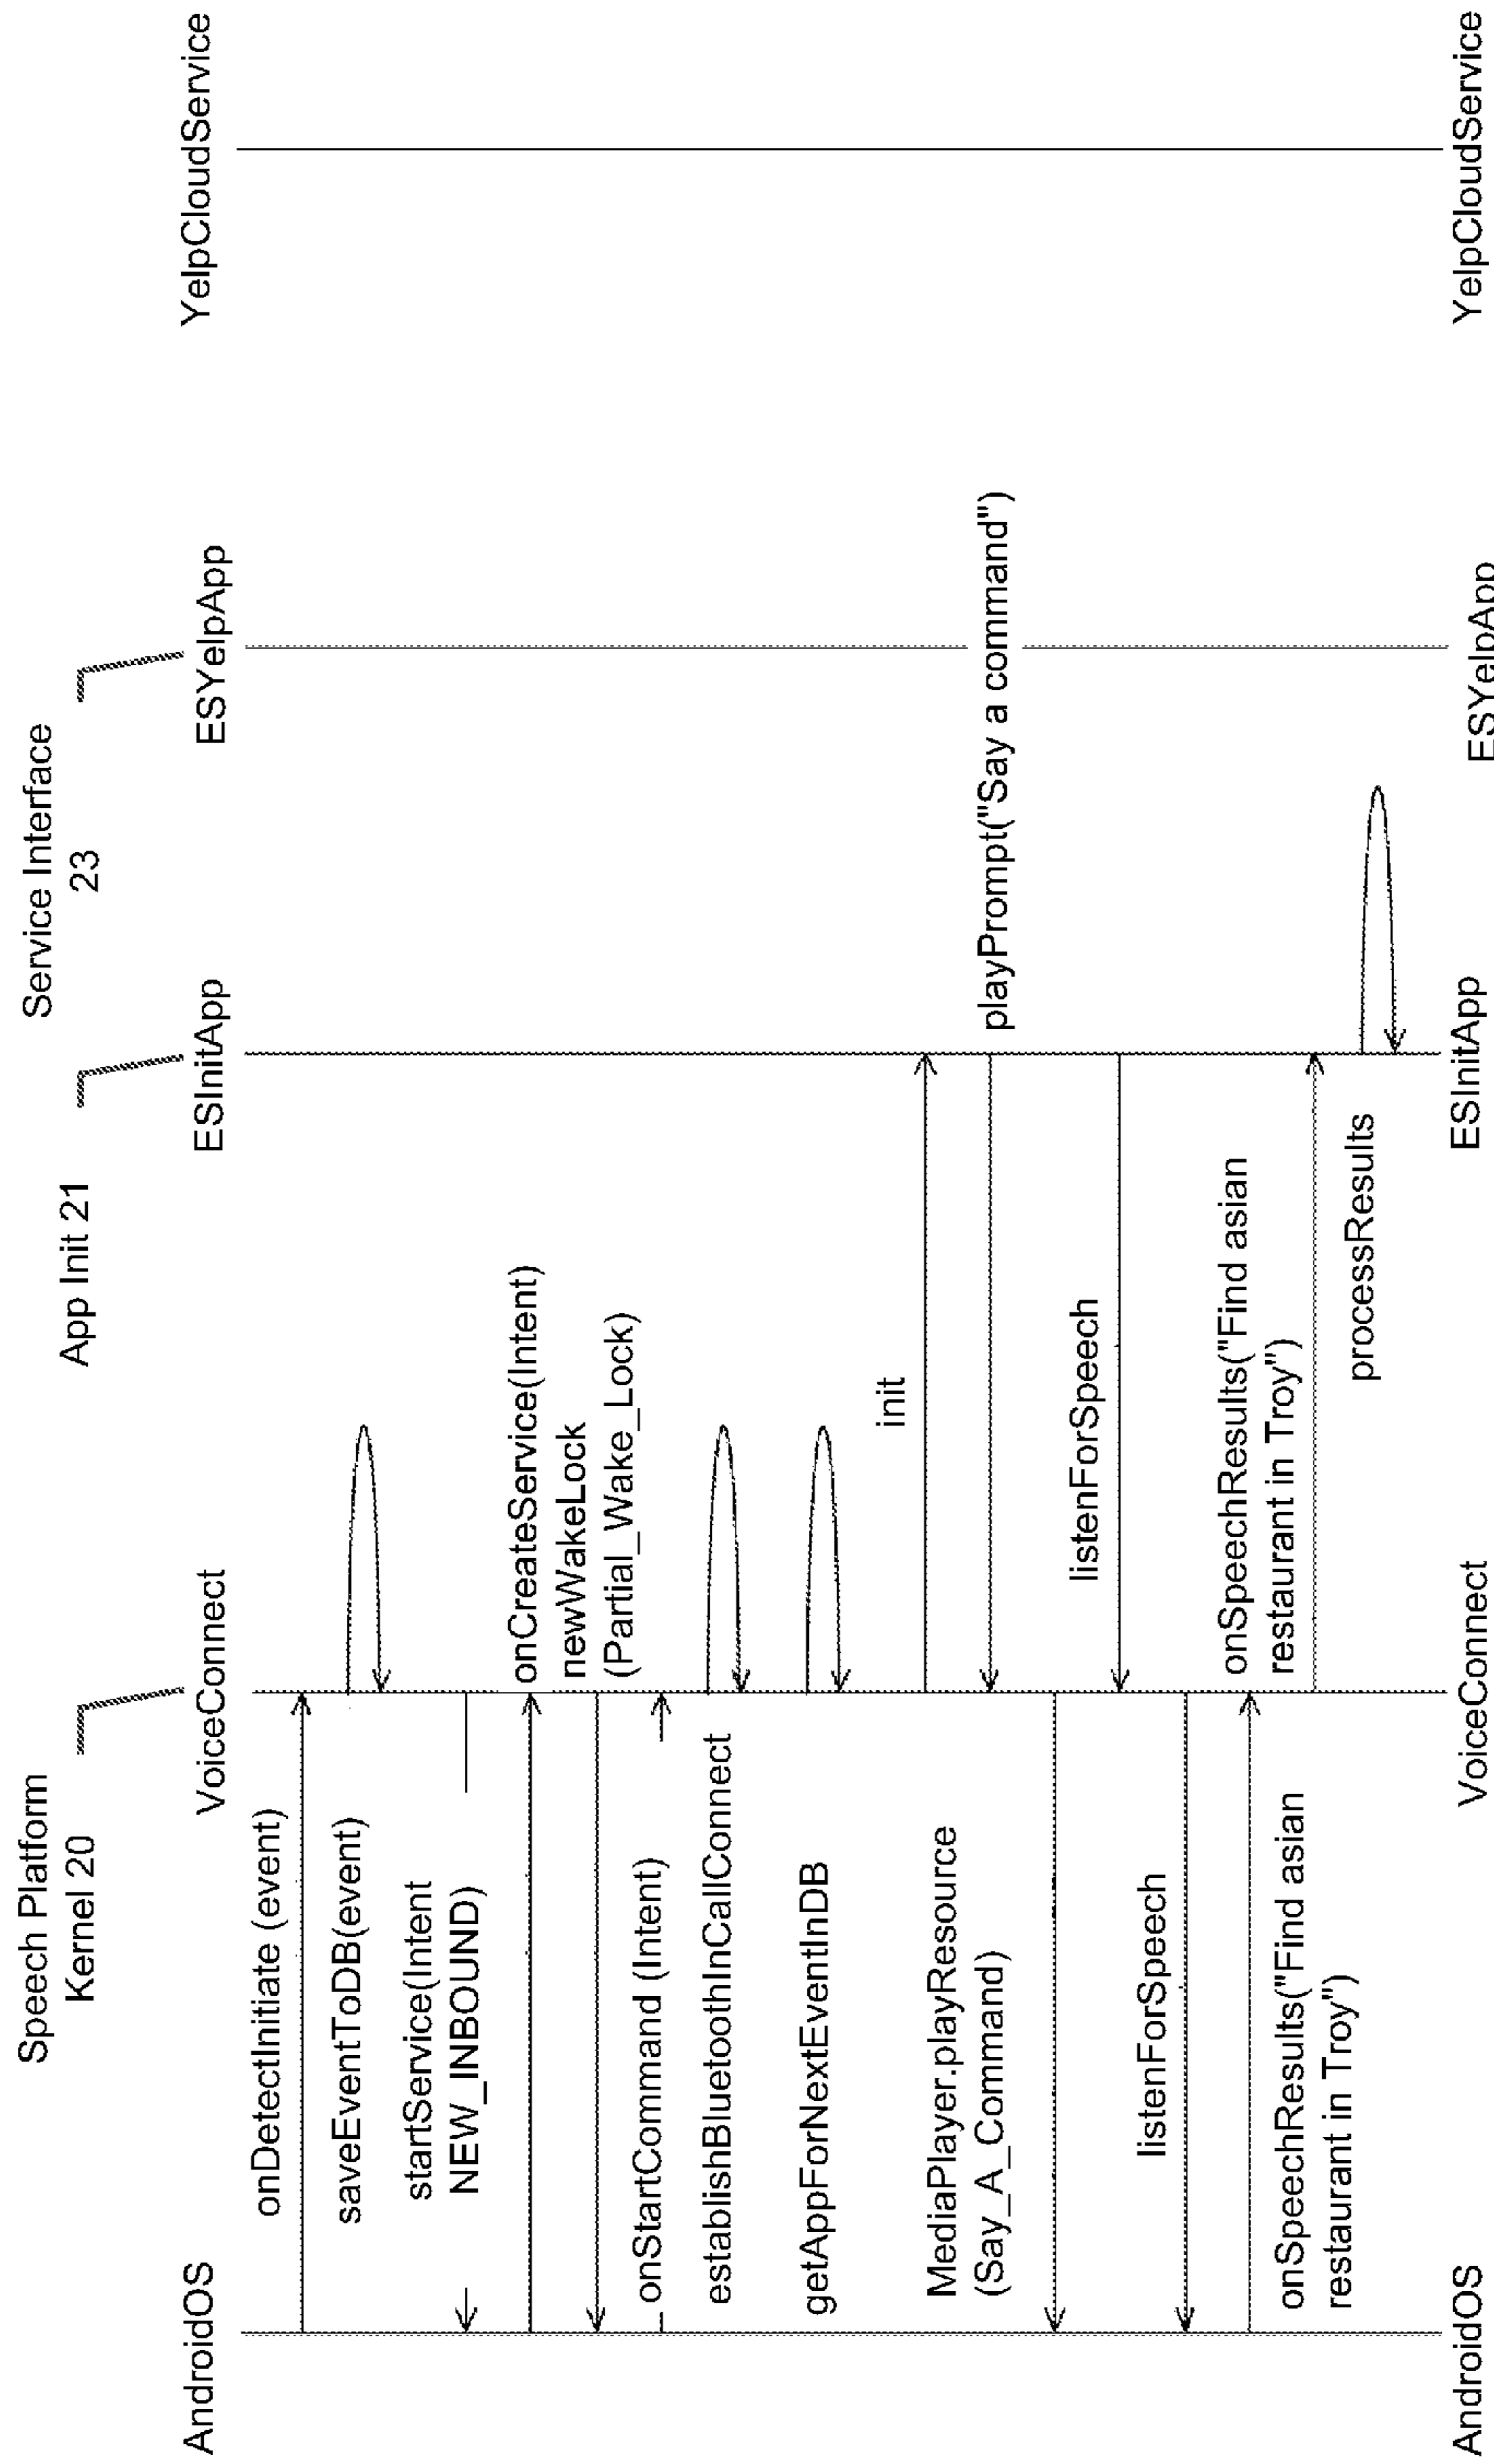 Speech Platform
Kernel 20
App Init 21
Service Interface
23
AndroidOS
VoiceConnect
ESInitApp
ESYelpApp
YelpCloudService
onDetectInitiate (event)
saveEventToDB(event)
startService(Intent
NEW_INBOUND)
onCreateService(Intent)
newWakeLock
(Partial_Wake_Lock)
onStartCommand (Intent)
establishBluetoothInCallConnect
getAppForNextEventInDB
init
playPrompt("Say a command")
MediaPlayer.playResource
(Say_A_Command)
listenForSpeech
listenForSpeech
onSpeechResults("Find asian
restaurant in Troy")
onSpeechResults("Find asian
restaurant in Troy")
processResults
AndroidOS
VoiceConnect
ESInitApp
ESYelpApp
YelpCloudService